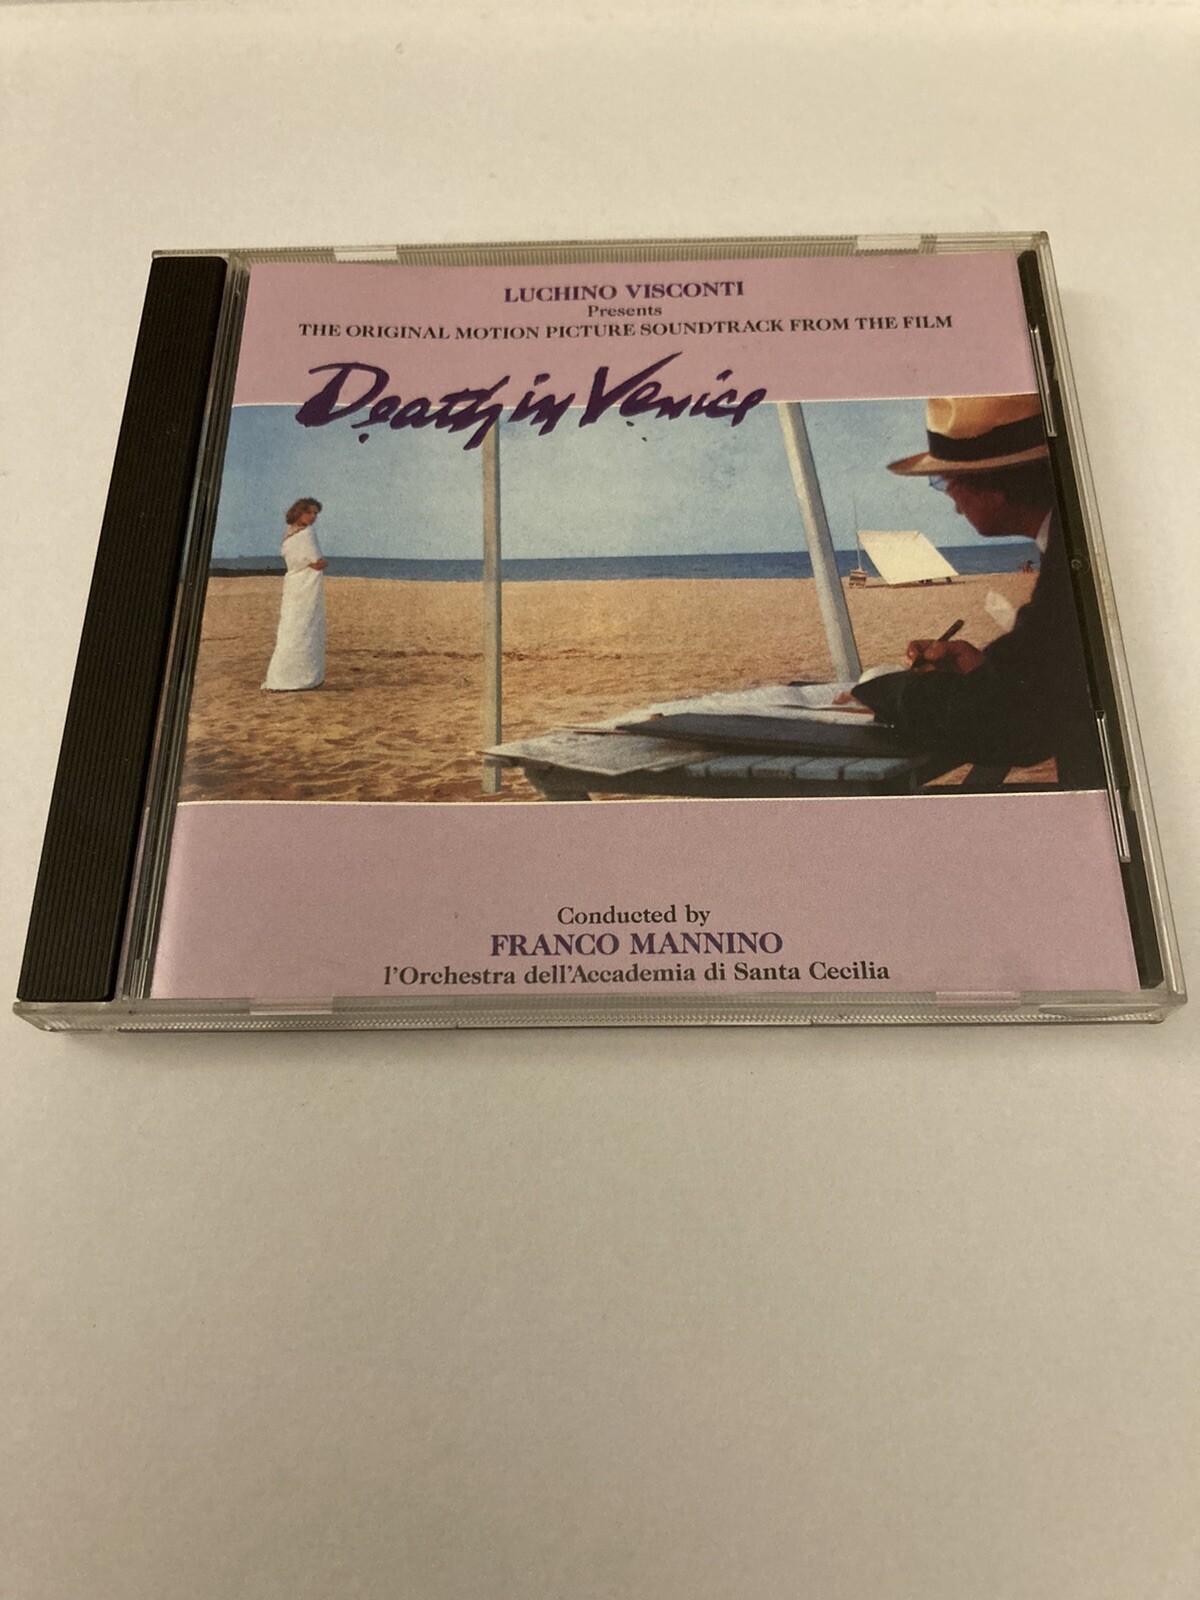 LUCHINO VISCONTI
Presents
THE ORIGINAL MOTION PICTURE SOUNDTRACK FROM THE FILM
Death in Venice
Conducted by
FRANCO MANNINO
l'Orchestra dell'Accademia di Santa Cecilia